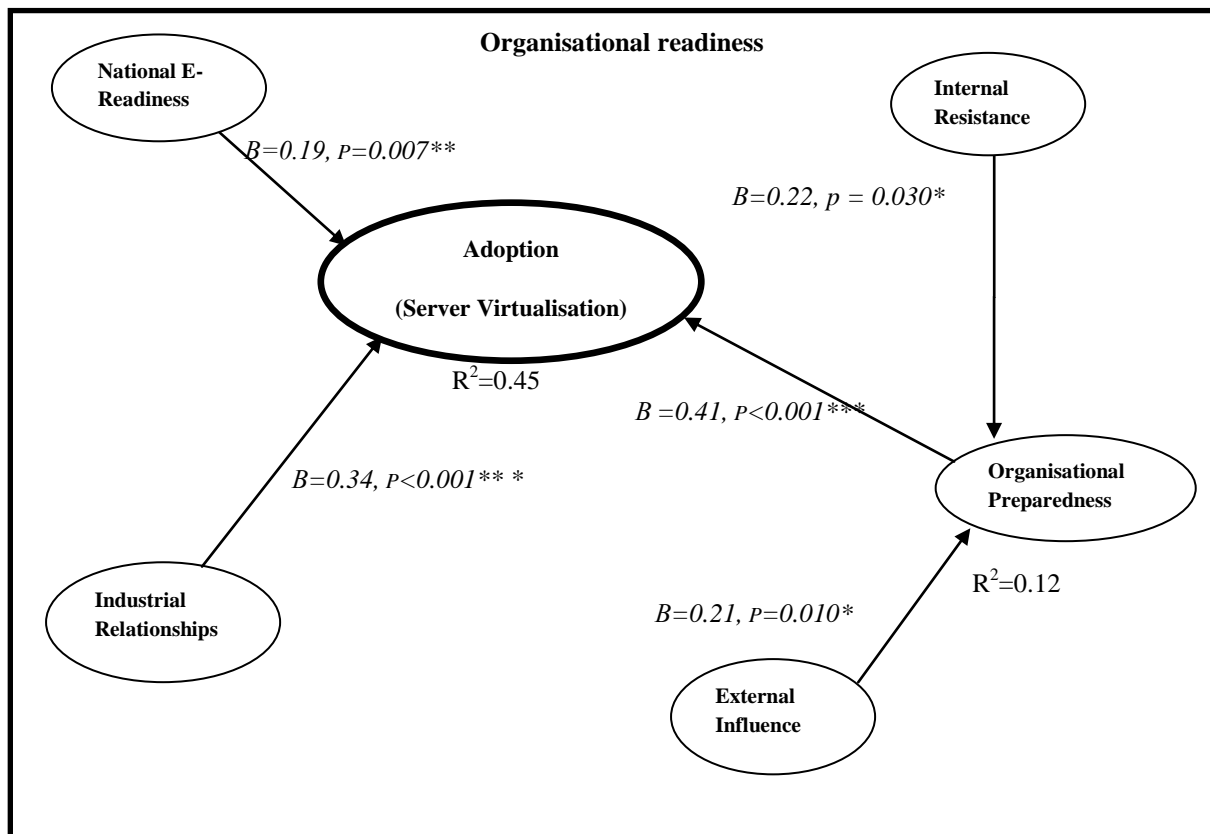 Organisational readiness
National E-
Readiness
Internal
Resistance
B=0.19, P=0.007**
B=0.22, p = 0.030*
Adoption
(Server Virtualisation)
R²=0.45
B =0.41, P<0.001***
B=0.34, P<0.001** *
Organisational
Preparedness
R²=0.12
Industrial
Relationships
B=0.21, P=0.010*
External
Influence